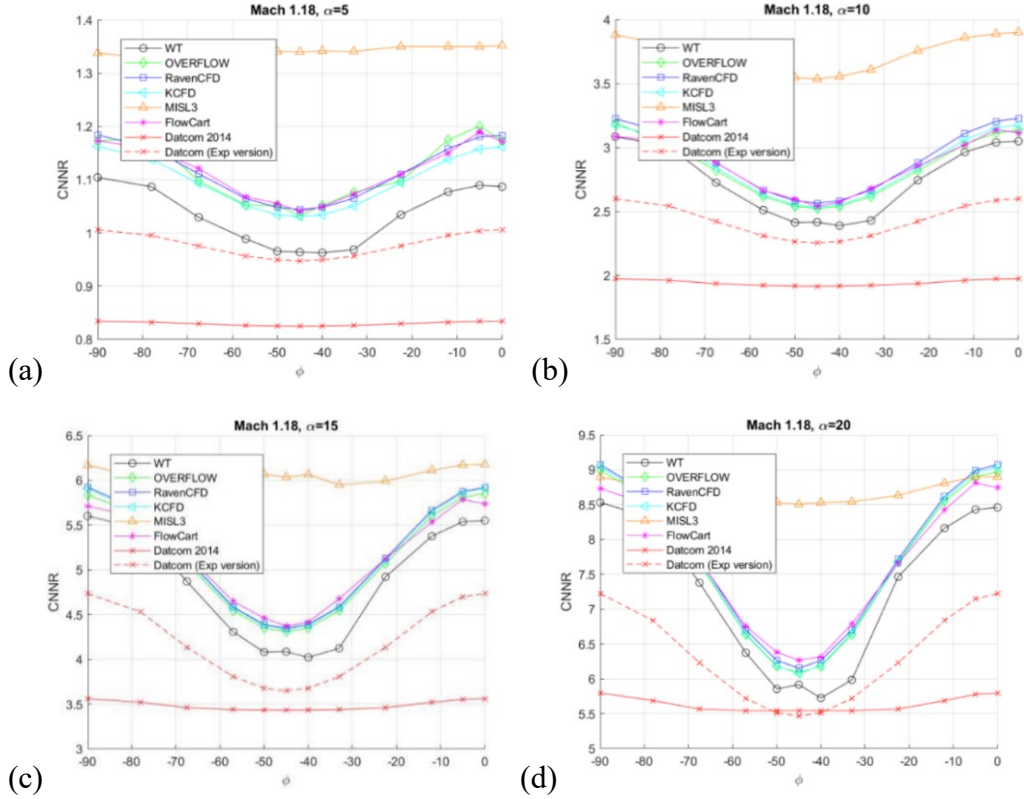 Mach 1.18, α=5
1.4
1.3
1.2
1.1
1
0.9
0.8
CNNR
WT
OVERFLOW
RavenCFD
KCFD
MISL3
FlowCart
Datcom 2014
Datcom (Exp version)
-90 -80 -70 -60 -50 -40 -30 -20 -10 0
ϕ
(a)
Mach 1.18, α=10
4
3.5
3
2.5
2
1.5
CNNR
WT
OVERFLOW
RavenCFD
KCFD
MISL3
FlowCart
Datcom 2014
Datcom (Exp version)
-90 -80 -70 -60 -50 -40 -30 -20 -10 0
ϕ
(b)
Mach 1.18, α=15
6.5
6
5.5
5
4.5
4
3.5
3
CNNR
WT
OVERFLOW
RavenCFD
KCFD
MISL3
FlowCart
Datcom 2014
Datcom (Exp version)
-90 -80 -70 -60 -50 -40 -30 -20 -10 0
ϕ
(c)
Mach 1.18, α=20
9.5
9
8.5
8
7.5
7
6.5
6
5.5
5
CNNR
WT
OVERFLOW
RavenCFD
KCFD
MISL3
FlowCart
Datcom 2014
Datcom (Exp version)
-90 -80 -70 -60 -50 -40 -30 -20 -10 0
ϕ
(d)